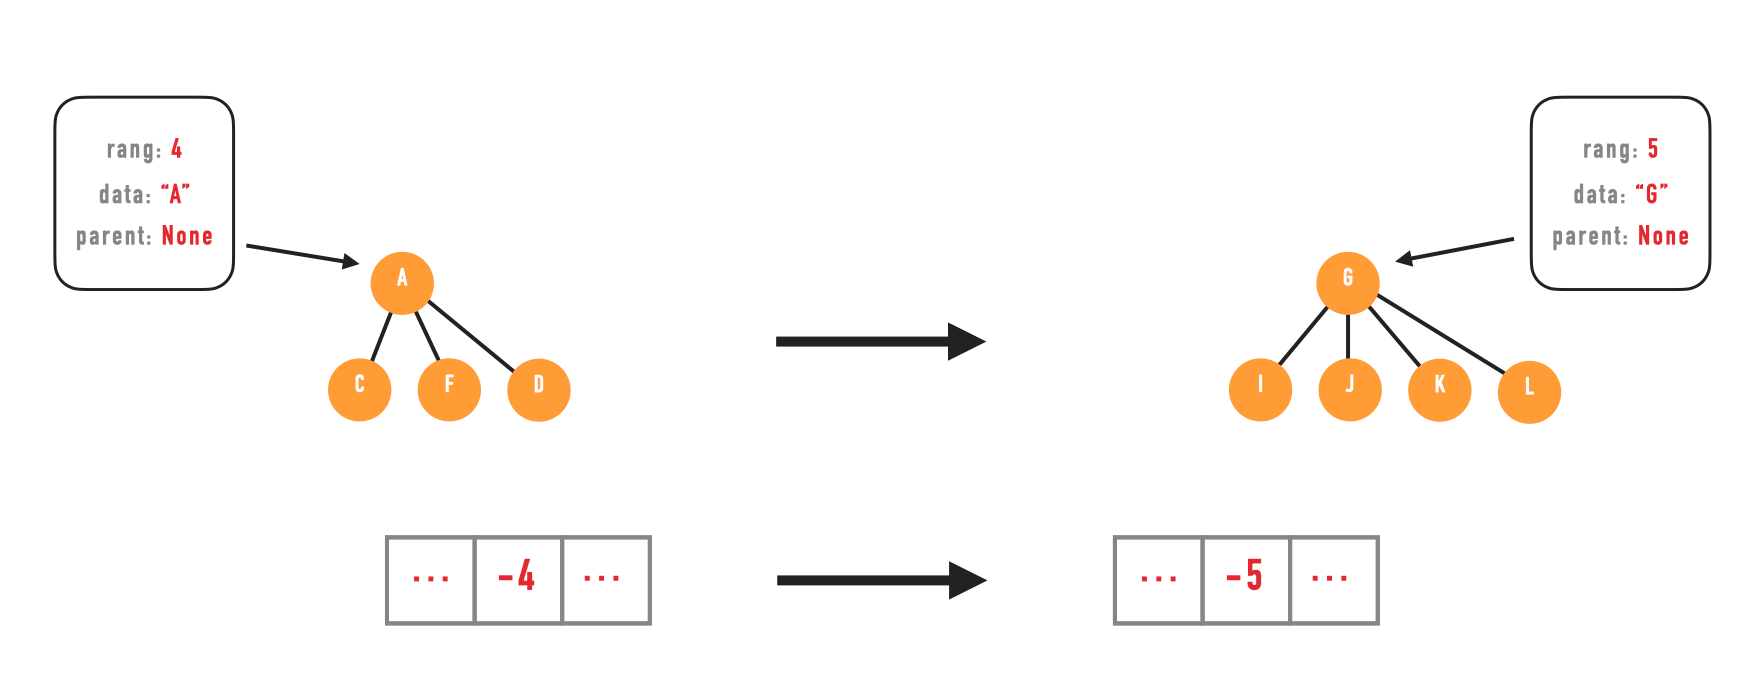 rang: 4
data: “A”
parent: None
rang: 5
data: “G”
parent: None
A
C F D
G
I J K L
... -4 ...
... -5 ...